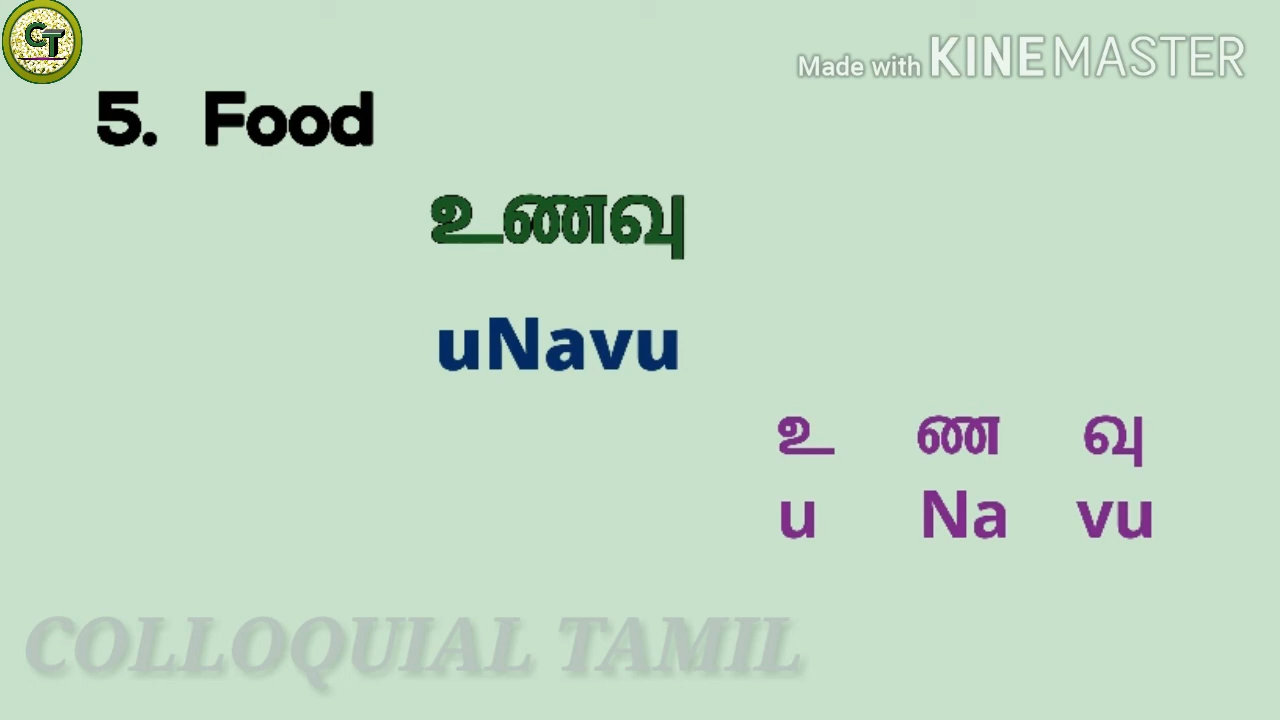 CT
Made with KINEMASTER
5. Food
உணவு
uNavu
உ ண வு
u Na vu
COLLOQUIAL TAMIL